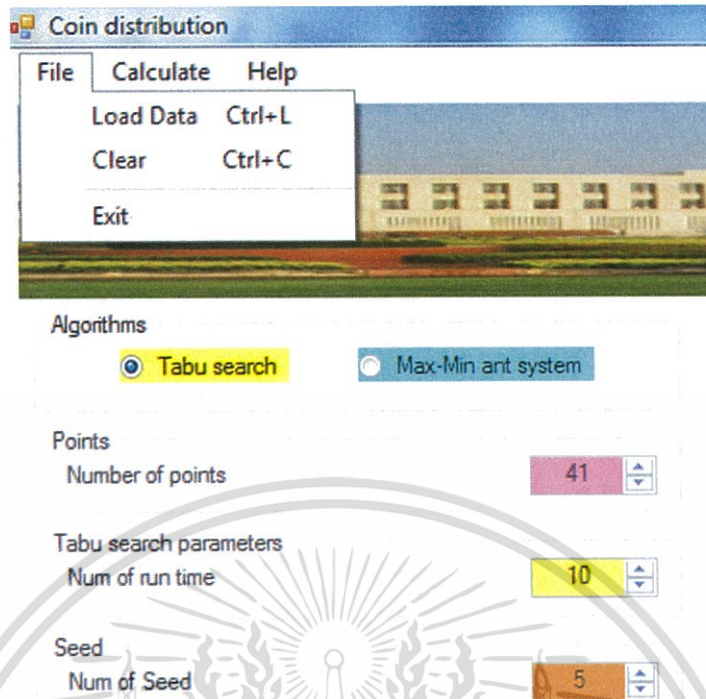 Coin distribution
File Calculate Help
Load Data Ctrl+L
Clear Ctrl+C
Exit
Algorithms
Tabu search Max-Min ant system
Points
Number of points 41
Tabu search parameters
Num of run time 10
Seed
Num of Seed 5